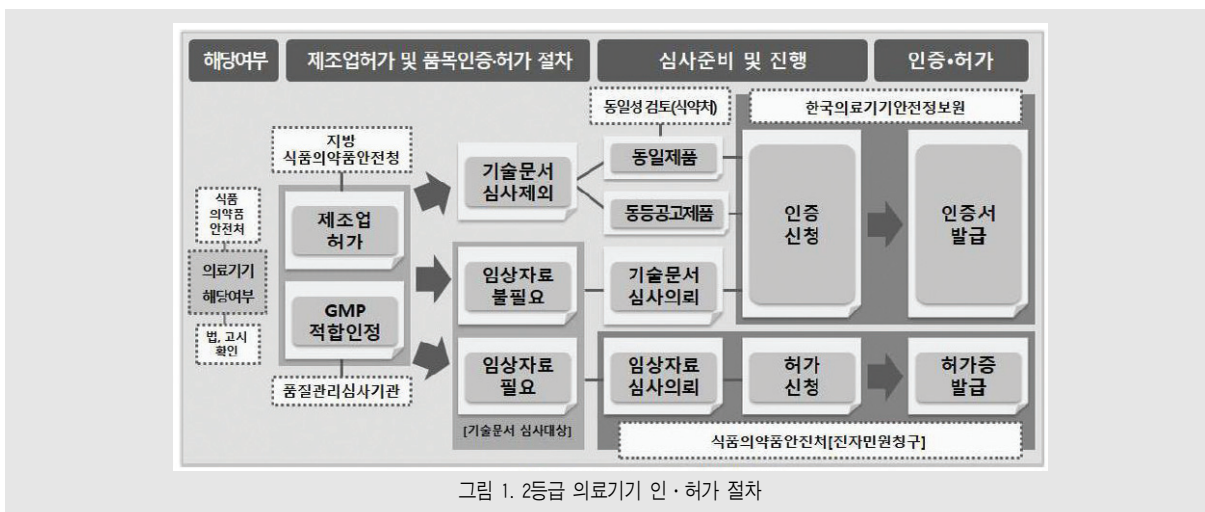 해당여부
제조업허가 및 품목인증·허가 절차
심사준비 및 진행
인증•허가
동일성 검토(식약처)
한국의료기기안전정보원
지방
식품의약품안전청
식품
의약품
안전처
의료기기
해당여부
법, 고시
확인
제조업
허가
GMP
적합인정
품질관리심사기관
기술문서
심사제외
임상자료
불필요
임상자료
필요
[기술문서 심사대상]
동일제품
동등공고제품
기술문서
심사의뢰
임상자료
심사의뢰
인증
신청
인증서
발급
허가
신청
허가증
발급
식품의약품안진처[진자민원청구]
그림 1. 2등급 의료기기 인·허가 절차